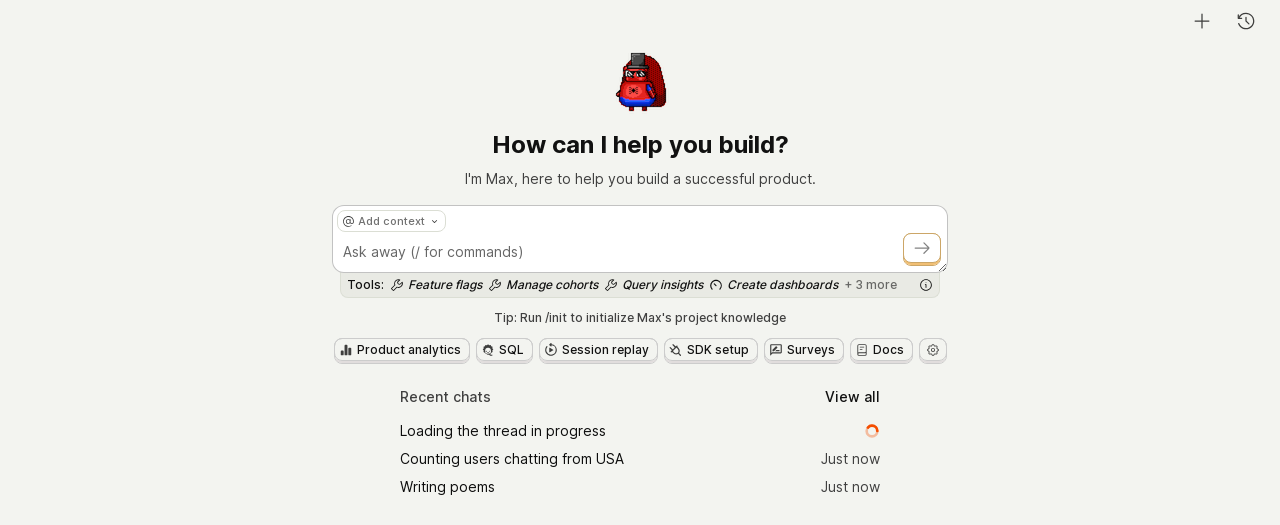 How can I help you build?
I'm Max, here to help you build a successful product.
@ Add context
Ask away (/ for commands)
Tools: Feature flags Manage cohorts Query insights Create dashboards + 3 more
Tip: Run /init to initialize Max's project knowledge
Product analytics SQL Session replay SDK setup Surveys Docs
Recent chats View all
Loading the thread in progress
Counting users chatting from USA Just now
Writing poems Just now